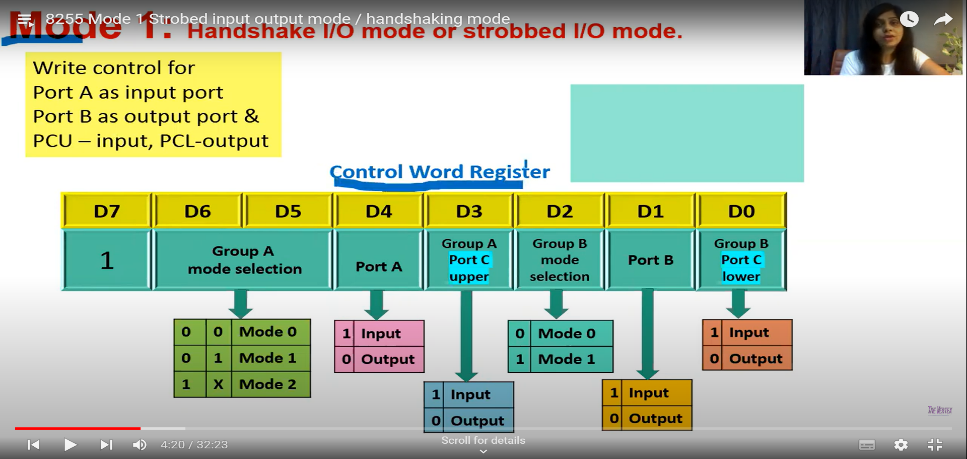 8255 Mode 1 Strobed input output mode / handshaking mode
Mode 1: Handshake I/O mode or strobbed I/O mode.
Write control for
Port A as input port
Port B as output port &
PCU – input, PCL-output
Control Word Register
D7 D6 D5 D4 D3 D2 D1 D0
1
Group A
mode selection
Port A
Group A
Port C
upper
Group B
mode
selection
Port B
Group B
Port C
lower
0 0 Mode 0
0 1 Mode 1
1 X Mode 2
1 Input
0 Output
1 Input
0 Output
0 Mode 0
1 Mode 1
1 Input
0 Output
1 Input
0 Output
4:20 / 32:23
Scroll for details